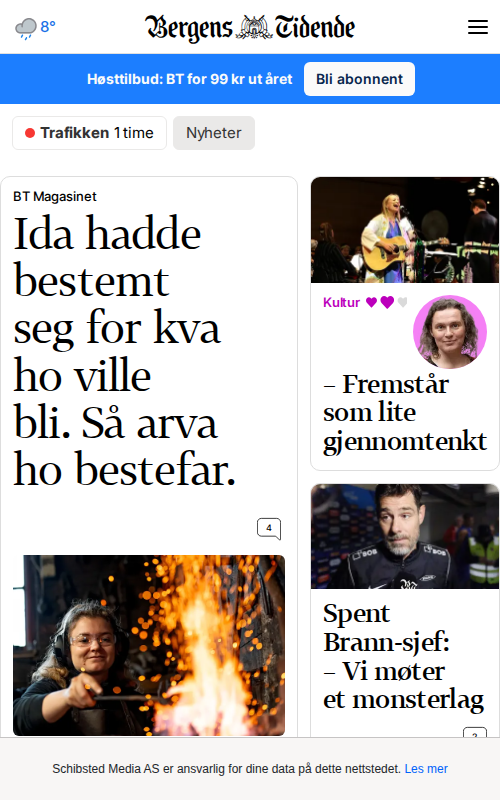 8°
Bergens Tidende
Høsttilbud: BT for 99 kr ut året
Bli abonnent
Trafikken 1 time
Nyheter
BT Magasinet
Ida hadde
bestemt
seg for kva
ho ville
bli. Så arva
ho bestefar.
4
Kultur
– Fremstår
som lite
gjennomtenkt
SOS
SOS
Spent
Brann-sjef:
– Vi møter
et monsterlag
Schibsted Media AS er ansvarlig for dine data på dette nettstedet. Les mer